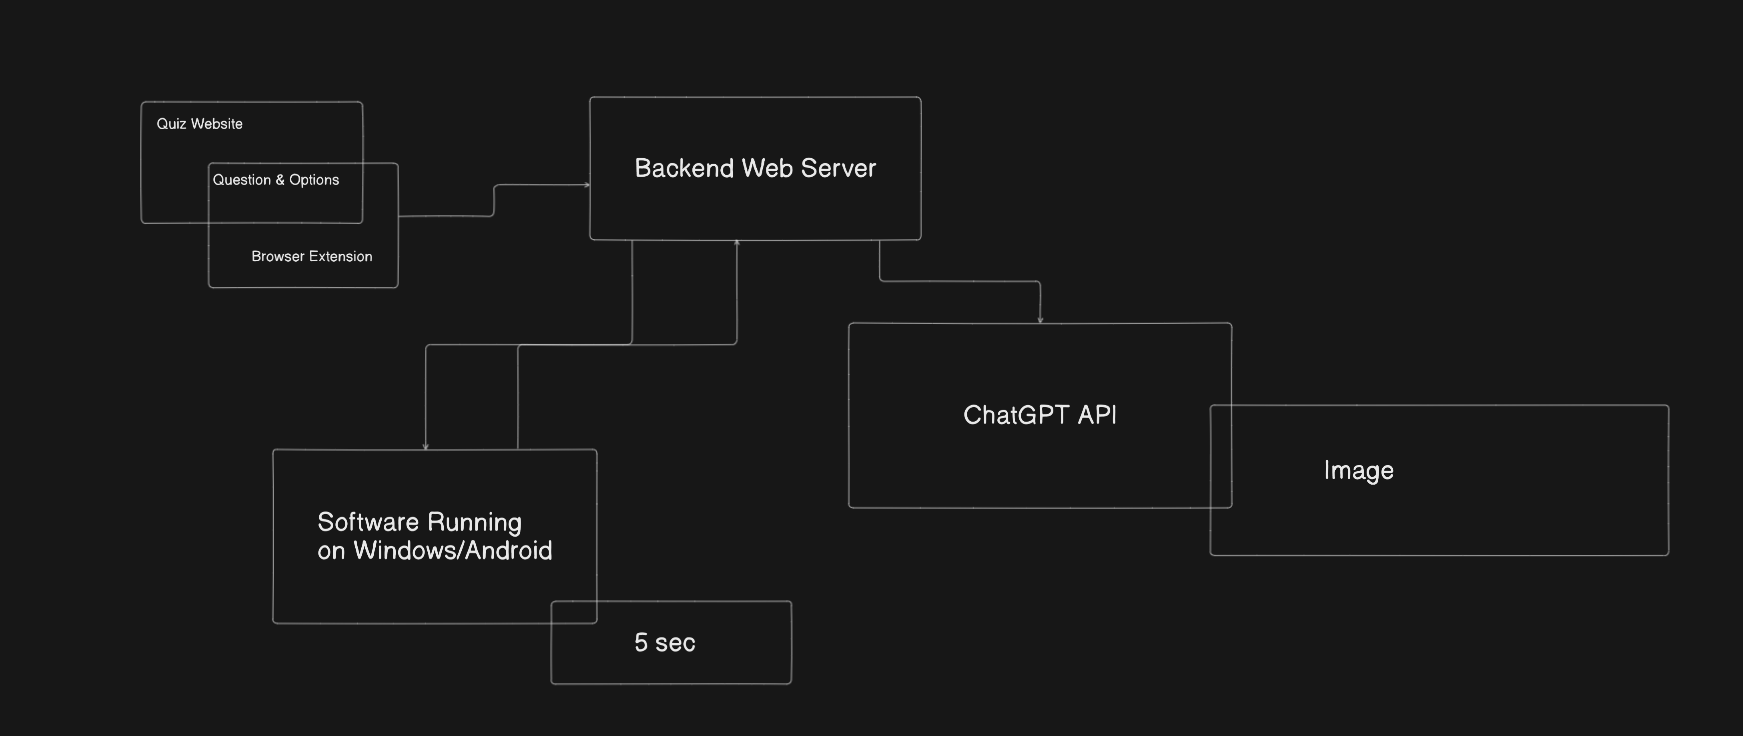 Quiz Website
Question & Options
Browser Extension
Backend Web Server
ChatGPT API
Image
Software Running
on Windows/Android
5 sec